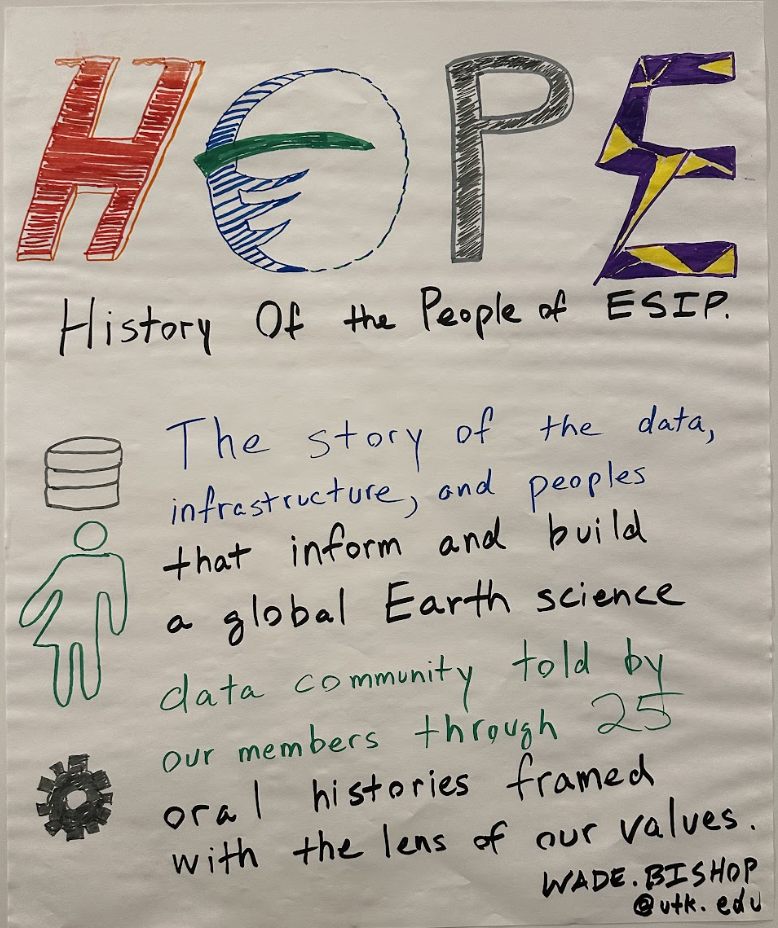 HOPE
History Of the People of ESIP.
The story of the data,
infrastructure, and peoples
that inform and build
a global Earth science
data community told by
our members through 25
oral histories framed
with the lens of our values.
WADE.BISHOP
@utk.edu